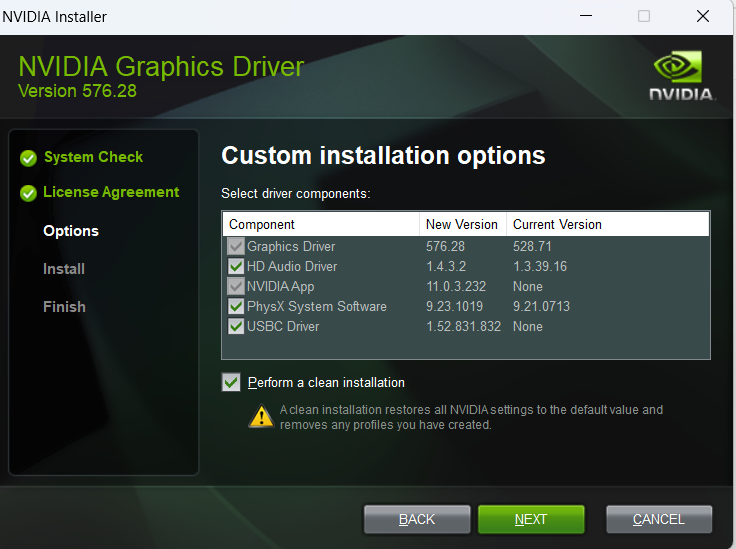 NVIDIA Installer
NVIDIA Graphics Driver
Version 576.28
NVIDIA.
System Check
License Agreement
Options
Install
Finish
Custom installation options
Select driver components:
Component New Version Current Version
Graphics Driver 576.28 528.71
HD Audio Driver 1.4.3.2 1.3.39.16
NVIDIA App 11.0.3.232 None
PhysX System Software 9.23.1019 9.21.0713
USBC Driver 1.52.831.832 None
Perform a clean installation
A clean installation restores all NVIDIA settings to the default value and
removes any profiles you have created.
BACK NEXT CANCEL